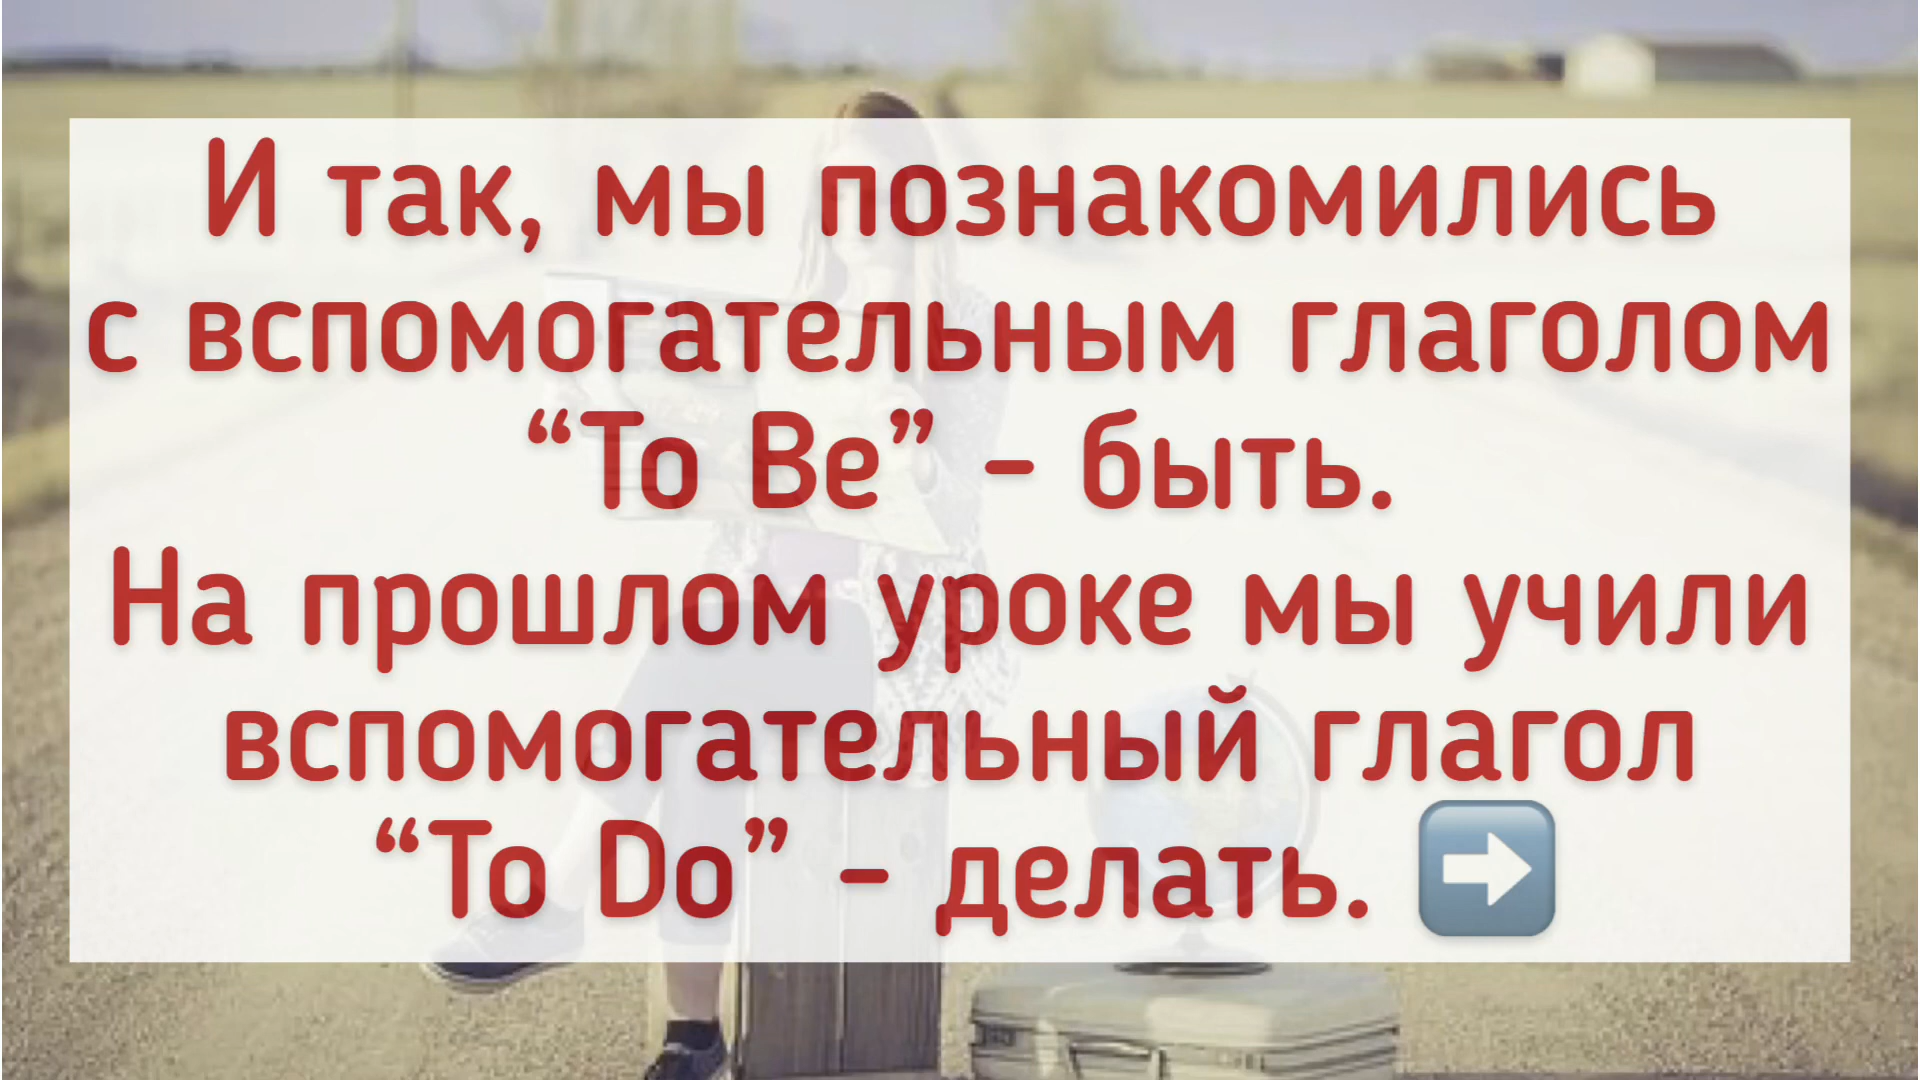 И так, мы познакомились
с вспомогательным глаголом
“To Be” - быть.
На прошлом уроке мы учили
вспомогательный глагол
“To Do” - делать. ➡️